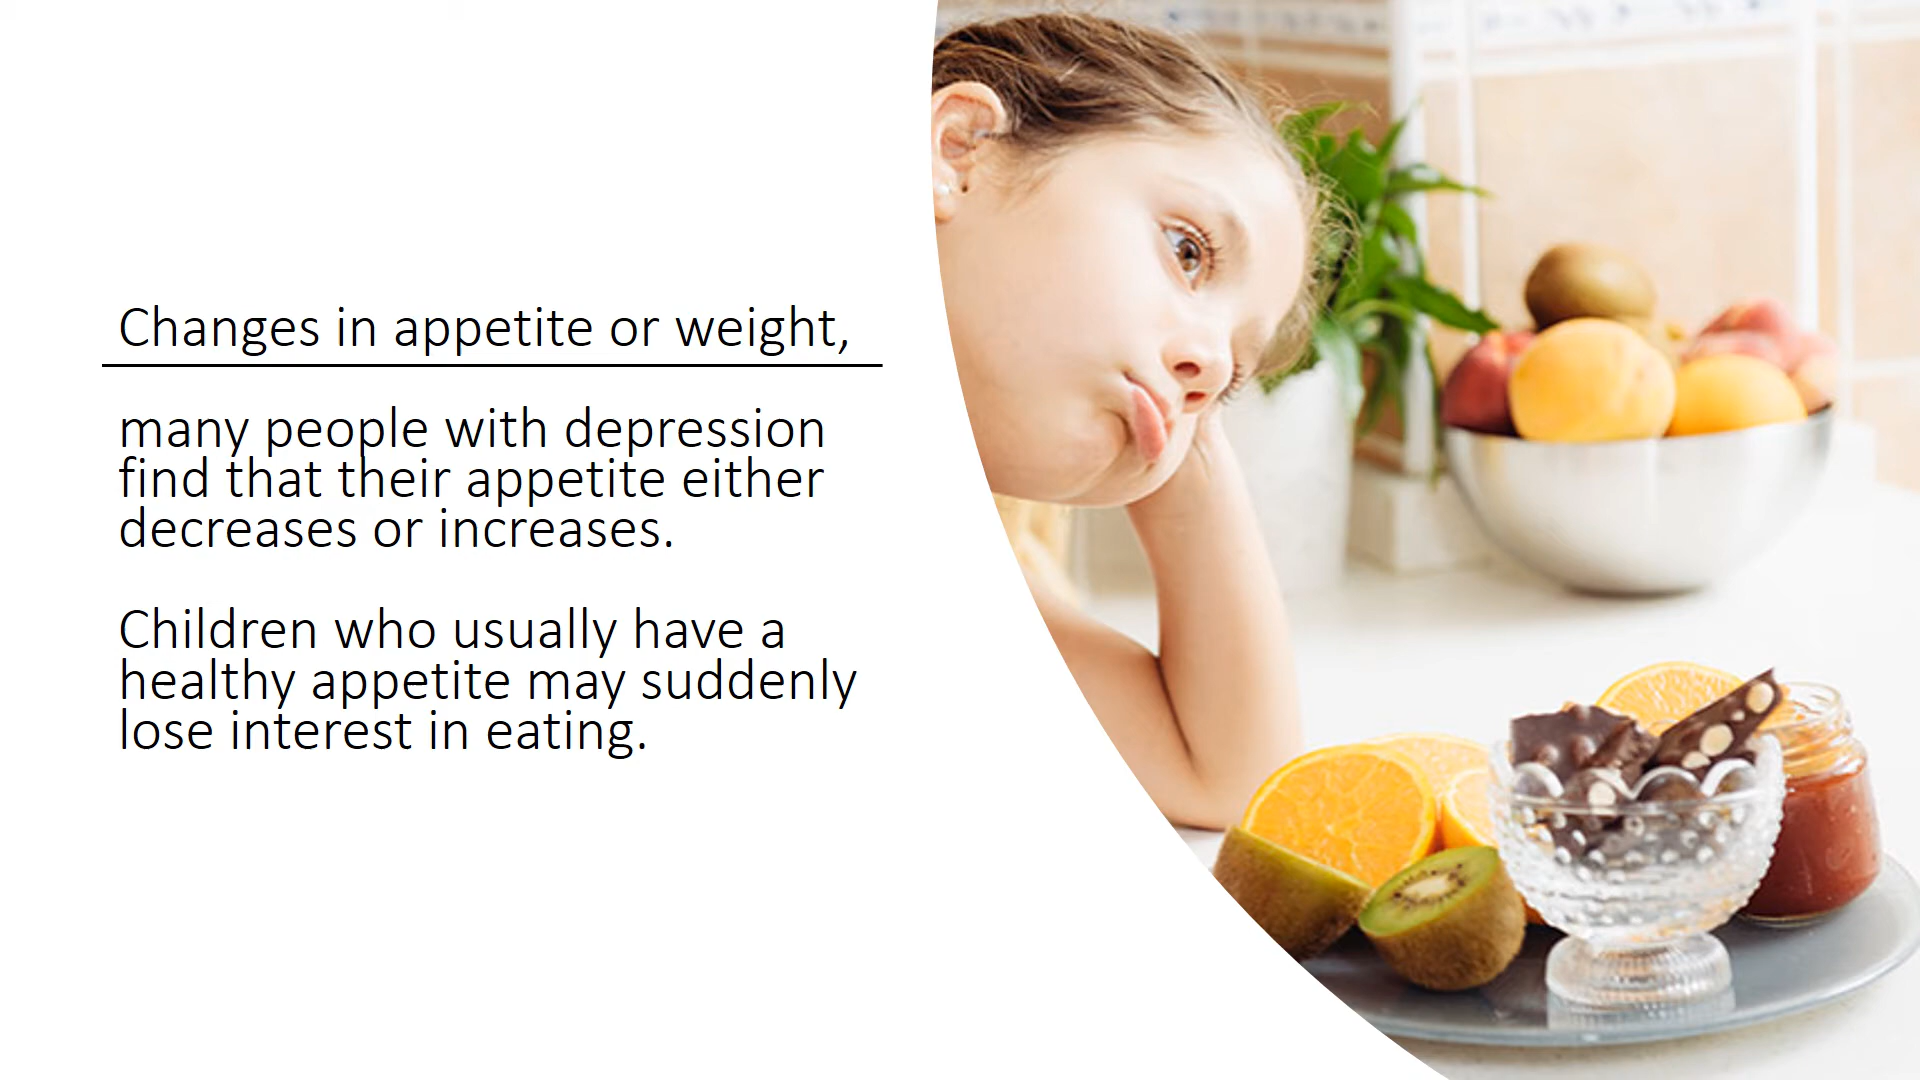 Changes in appetite or weight,
many people with depression
find that their appetite either
decreases or increases.
Children who usually have a
healthy appetite may suddenly
lose interest in eating.